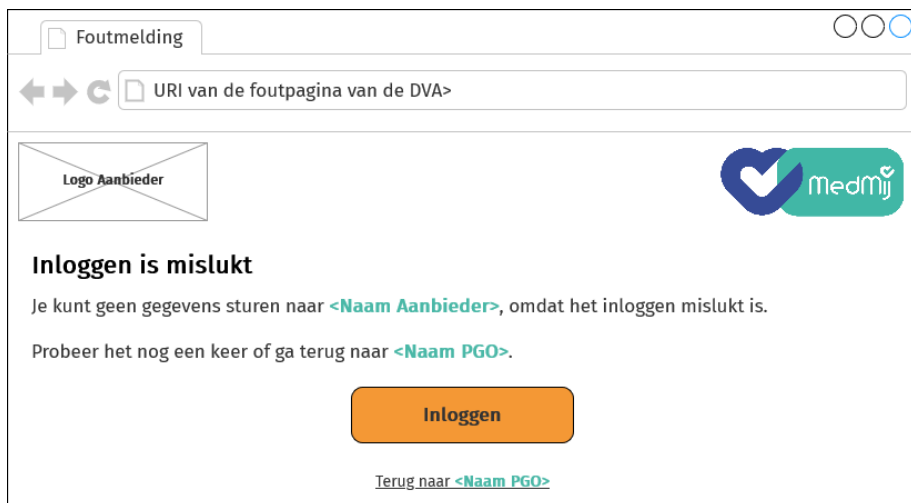 Foutmelding
URI van de foutpagina van de DVA>
Logo Aanbieder
MedMij
Inloggen is mislukt
Je kunt geen gegevens sturen naar <Naam Aanbieder>, omdat het inloggen mislukt is.
Probeer het nog een keer of ga terug naar <Naam PGO>.
Inloggen
Terug naar <Naam PGO>